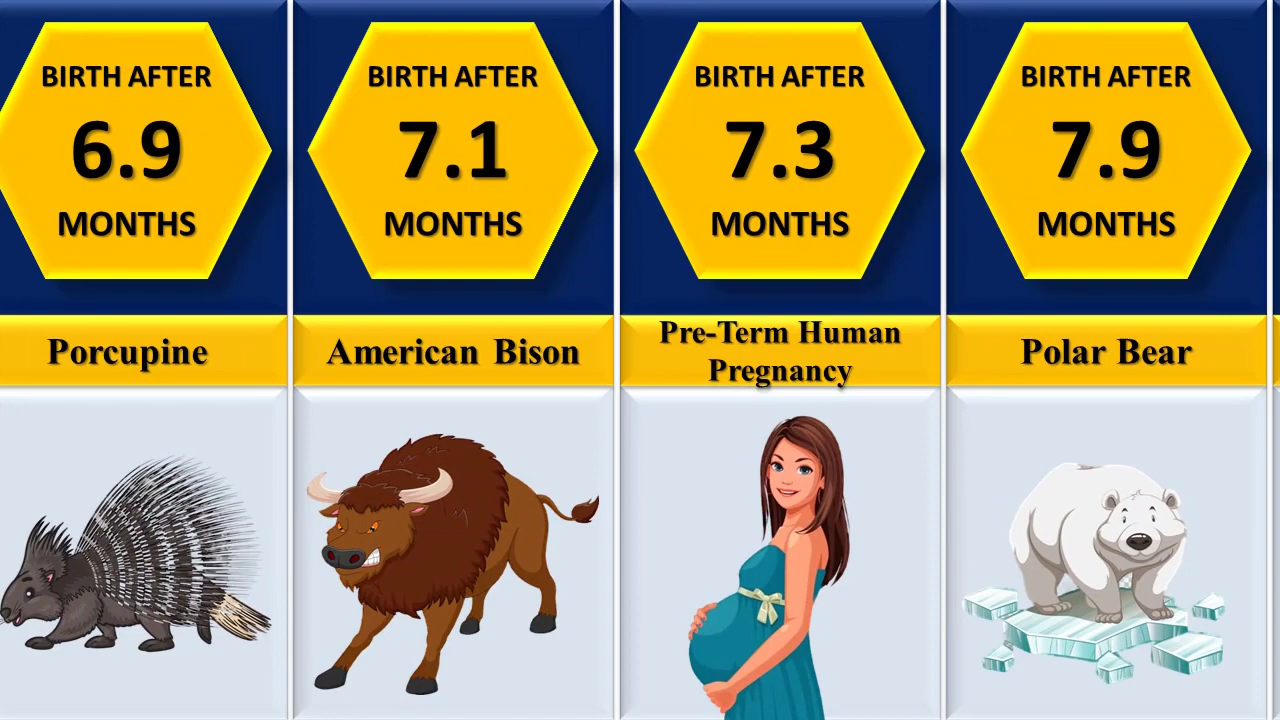 BIRTH AFTER
6.9
MONTHS
Porcupine
BIRTH AFTER
7.1
MONTHS
American Bison
BIRTH AFTER
7.3
MONTHS
Pre-Term Human
Pregnancy
BIRTH AFTER
7.9
MONTHS
Polar Bear